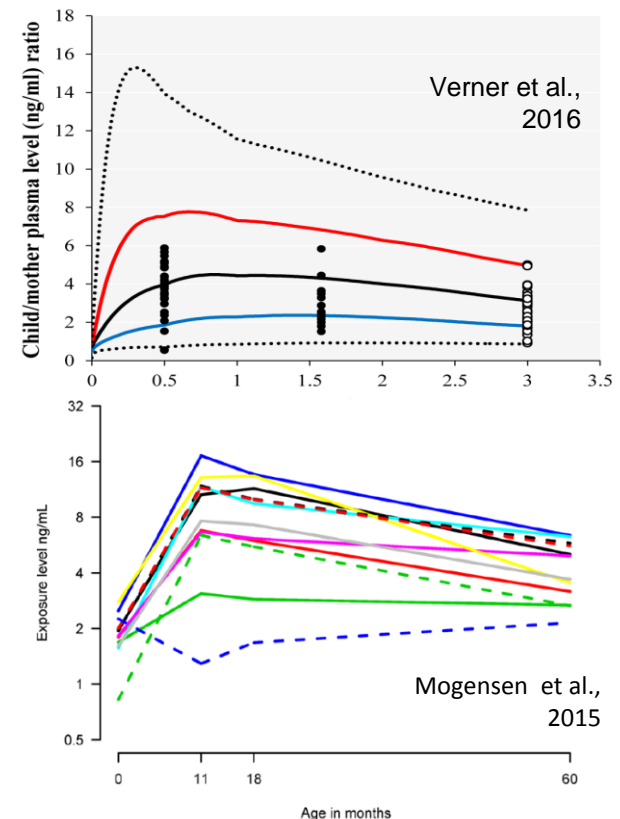 Child/mother plasma level (ng/ml) ratio
18
16
14
12
10
8
6
4
2
0
Verner et al.,
2016
0 0.5 1 1.5 2 2.5 3 3.5
Exposure level ng/mL
32
16
8
4
2
1
0.5
Mogensen et al.,
2015
0 11 18 60
Age in months